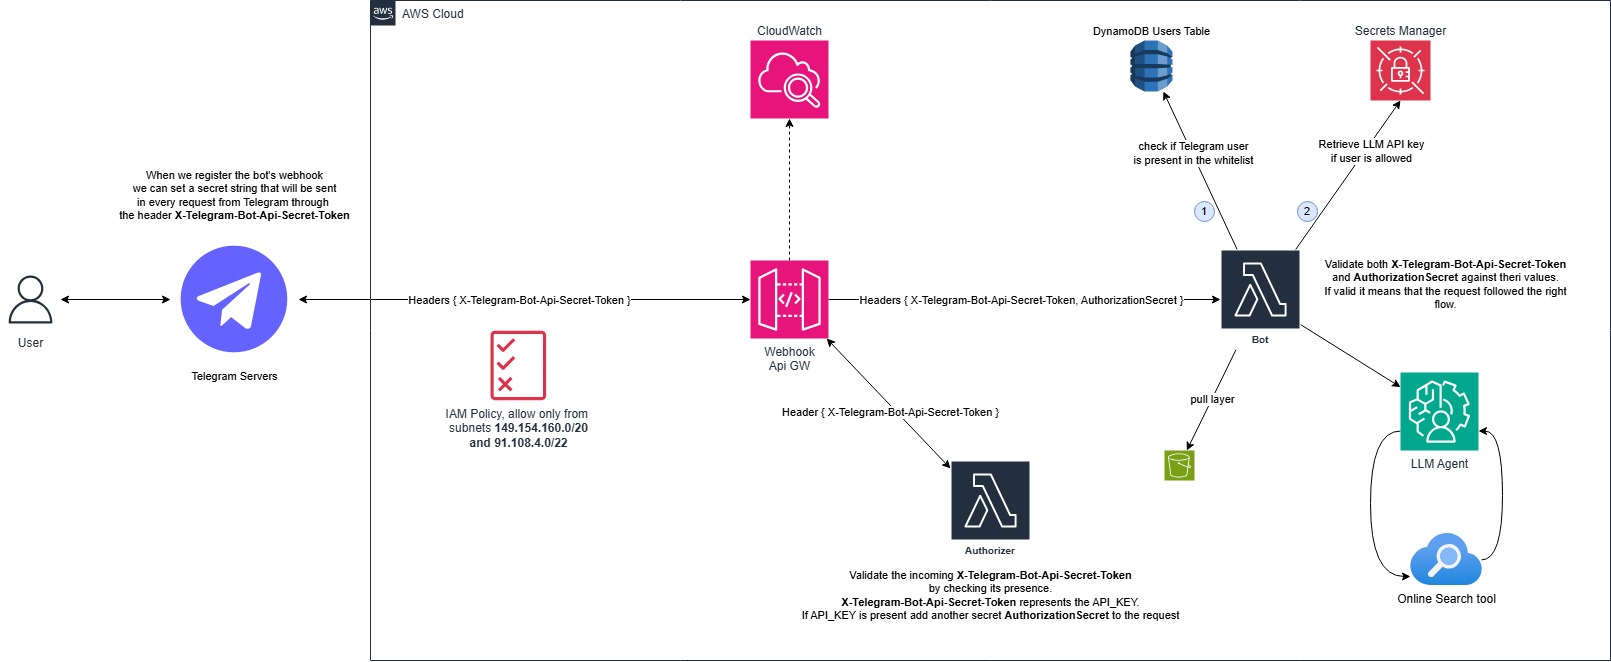 aws
AWS Cloud
CloudWatch
DynamoDB Users Table
Secrets Manager
check if Telegram user
is present in the whitelist
Retrieve LLM API key
if user is allowed
When we register the bot's webhook
we can set a secret string that will be sent
in every request from Telegram through
the header X-Telegram-Bot-Api-Secret-Token
1
2
Validate both X-Telegram-Bot-Api-Secret-Token
and AuthorizationSecret against theri values.
If valid it means that the request followed the right
flow.
Headers { X-Telegram-Bot-Api-Secret-Token }
Headers { X-Telegram-Bot-Api-Secret-Token, AuthorizationSecret }
User
Telegram Servers
Webhook
Api GW
Bot
IAM Policy, allow only from
subnets 149.154.160.0/20
and 91.108.4.0/22
Header { X-Telegram-Bot-Api-Secret-Token }
pull layer
LLM Agent
Authorizer
Validate the incoming X-Telegram-Bot-Api-Secret-Token
by checking its presence.
X-Telegram-Bot-Api-Secret-Token represents the API_KEY.
If API_KEY is present add another secret AuthorizationSecret to the request
Online Search tool